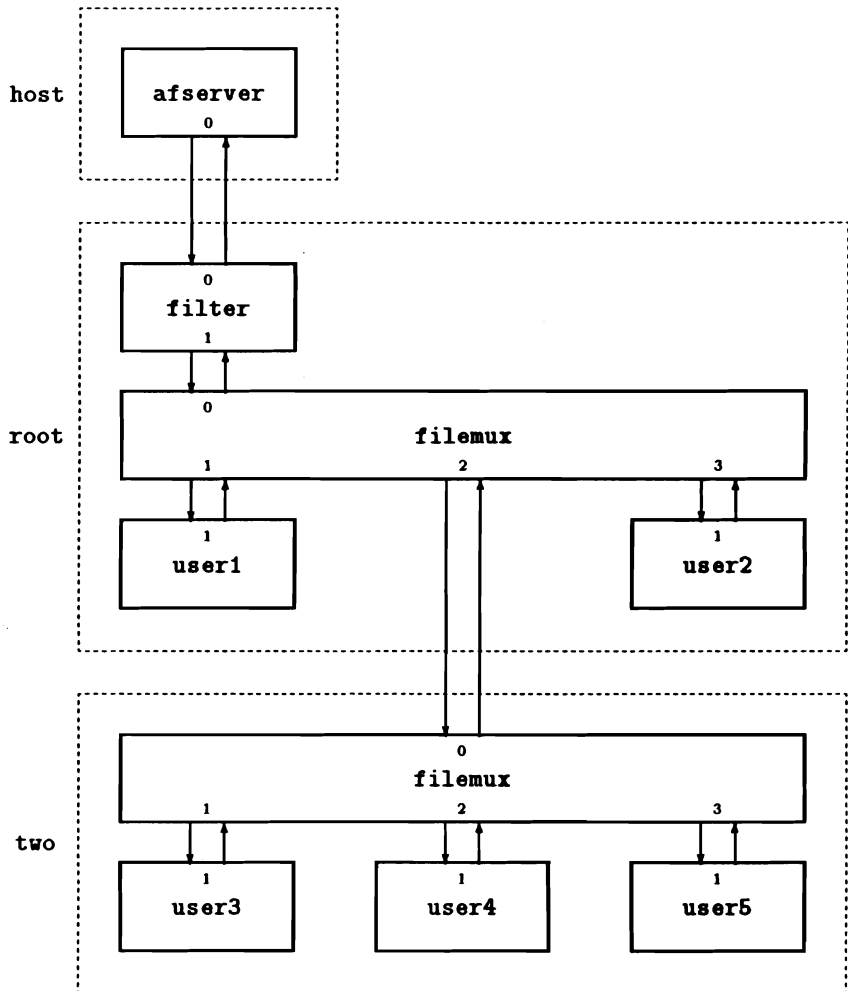 host
afserver
0
0
filter
1
0
root
filemux
1 2 3
1 1
user1 user2
0
filemux
1 2 3
two
1 1 1
user3 user4 user5